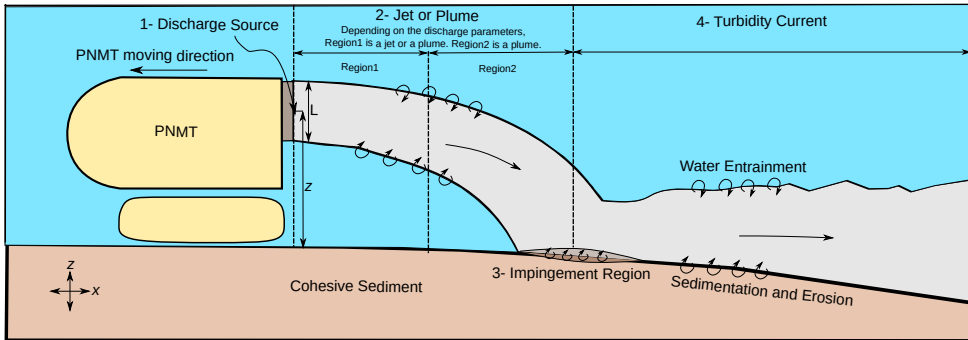 1- Discharge Source
2- Jet or Plume
Depending on the discharge parameters,
Region1 is a jet or a plume. Region2 is a plume.
4- Turbidity Current
PNMT moving direction
Region1
Region2
L
PNMT
z
Water Entrainment
3- Impingement Region
Sedimentation and Erosion
Cohesive Sediment
z
x